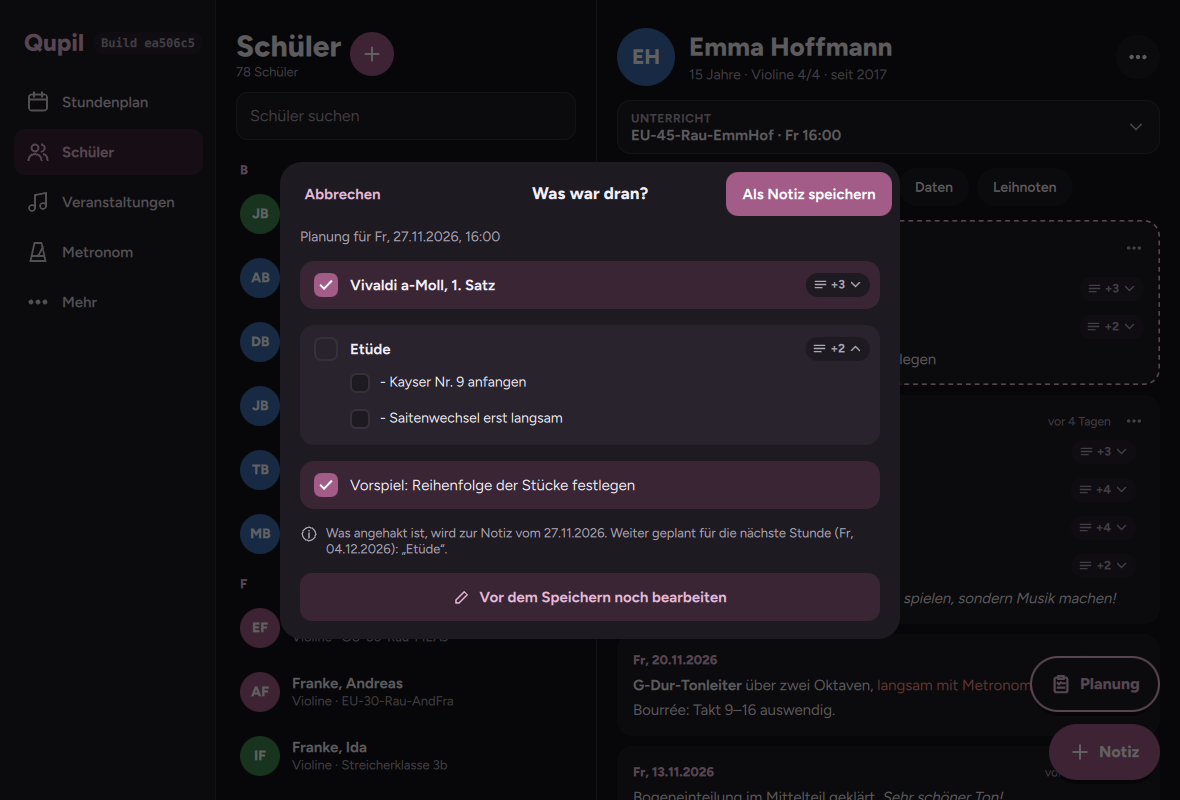 Qupil
Build ea506c5
Stundenplan
Schüler
Veranstaltungen
Metronom
Mehr
Schüler
78 Schüler
Schüler suchen
B
JB
AB
DB
JB
TB
MB
F
EF
AF
Franke, Andreas
Violine · EU-30-Rau-AndFra
IF
Franke, Ida
Violine · Streicherklasse 3b
EH
Emma Hoffmann
15 Jahre · Violine 4/4 · seit 2017
UNTERRICHT
EU-45-Rau-EmmHof · Fr 16:00
Daten
Leihnoten
+3
+2
legen
vor 4 Tagen
+3
+4
+4
+2
spielen, sondern Musik machen!
Fr, 20.11.2026
G-Dur-Tonleiter über zwei Oktaven, langsam mit Metronom
Bourrée: Takt 9–16 auswendig.
Fr, 13.11.2026
Bogeneinteilung im Mittelteil geklärt. Sehr schöner Ton!
Planung
Notiz
Abbrechen
Was war dran?
Als Notiz speichern
Planung für Fr, 27.11.2026, 16:00
Vivaldi a-Moll, 1. Satz
+3
Etüde
+2
- Kayser Nr. 9 anfangen
- Saitenwechsel erst langsam
Vorspiel: Reihenfolge der Stücke festlegen
Was angehakt ist, wird zur Notiz vom 27.11.2026. Weiter geplant für die nächste Stunde (Fr,
04.12.2026): „Etüde“.
Vor dem Speichern noch bearbeiten